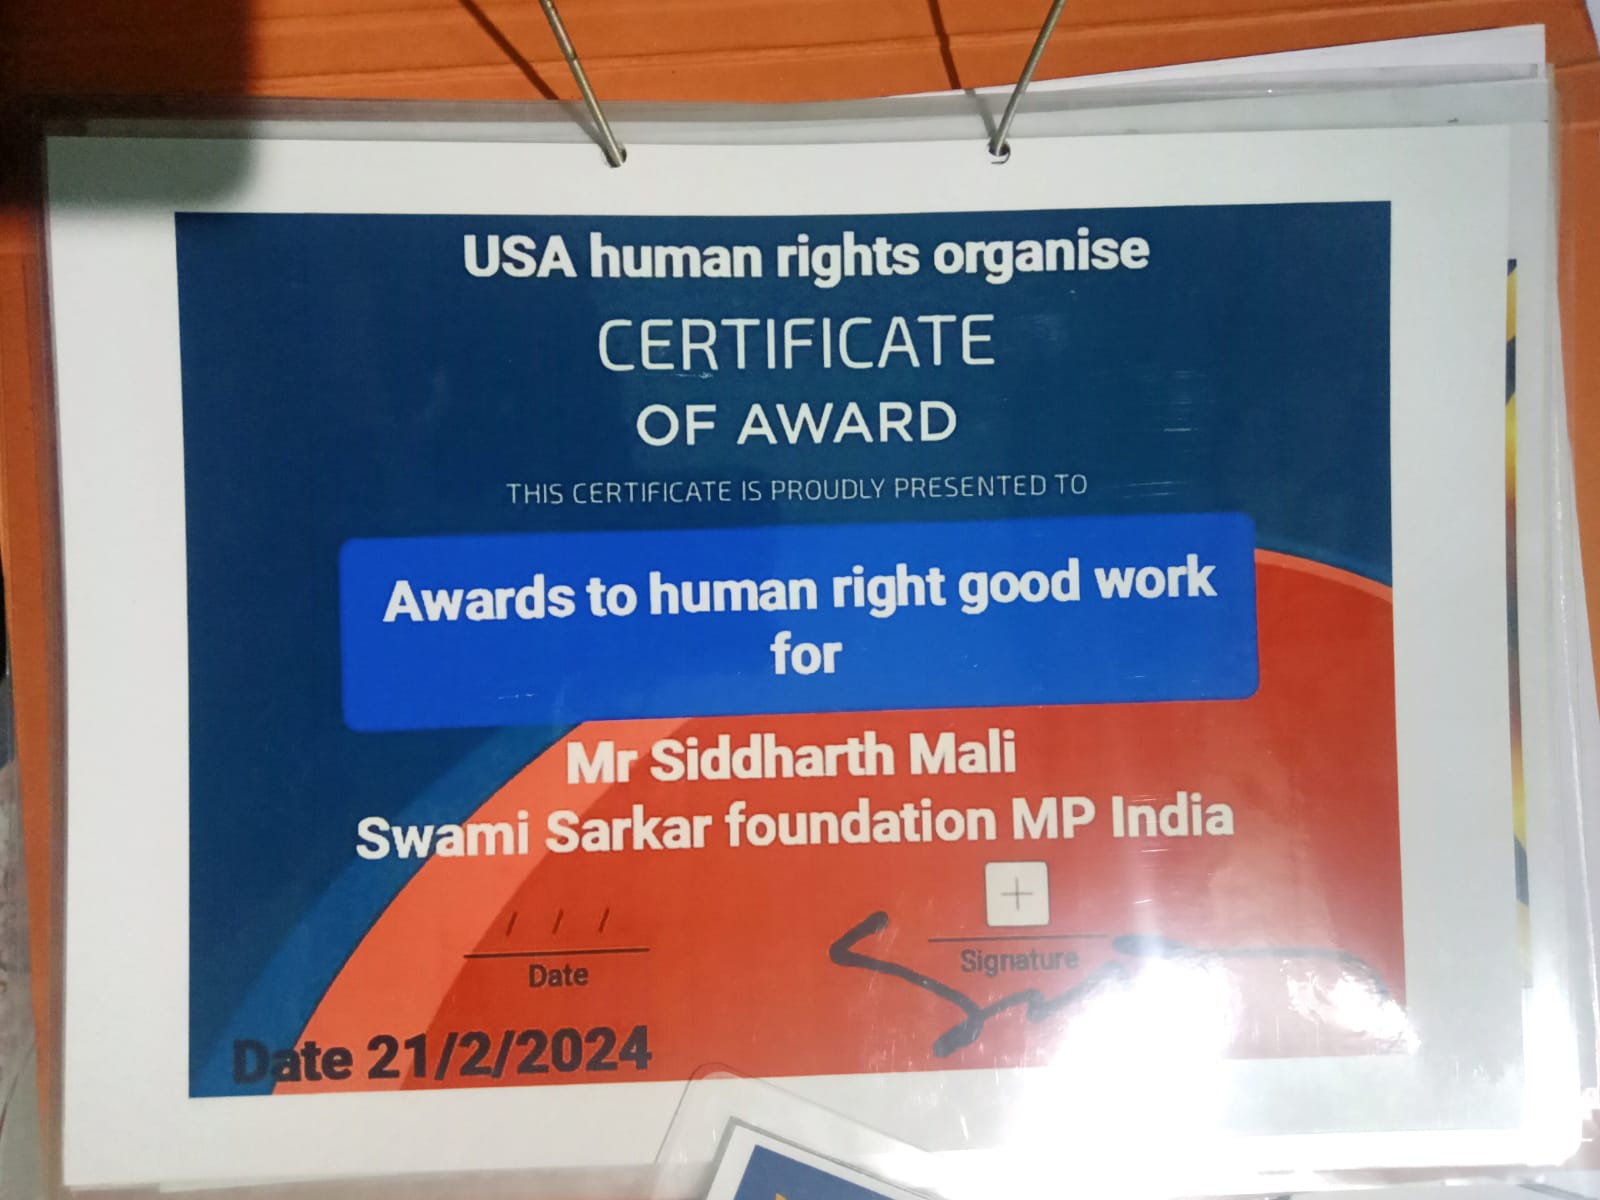 USA human rights organise
CERTIFICATE
OF AWARD
THIS CERTIFICATE IS PROUDLY PRESENTED TO
Awards to human right good work
for
Mr Siddharth Mali
Swami Sarkar foundation MP India
/ / /
Date
Signature
Date 21/2/2024